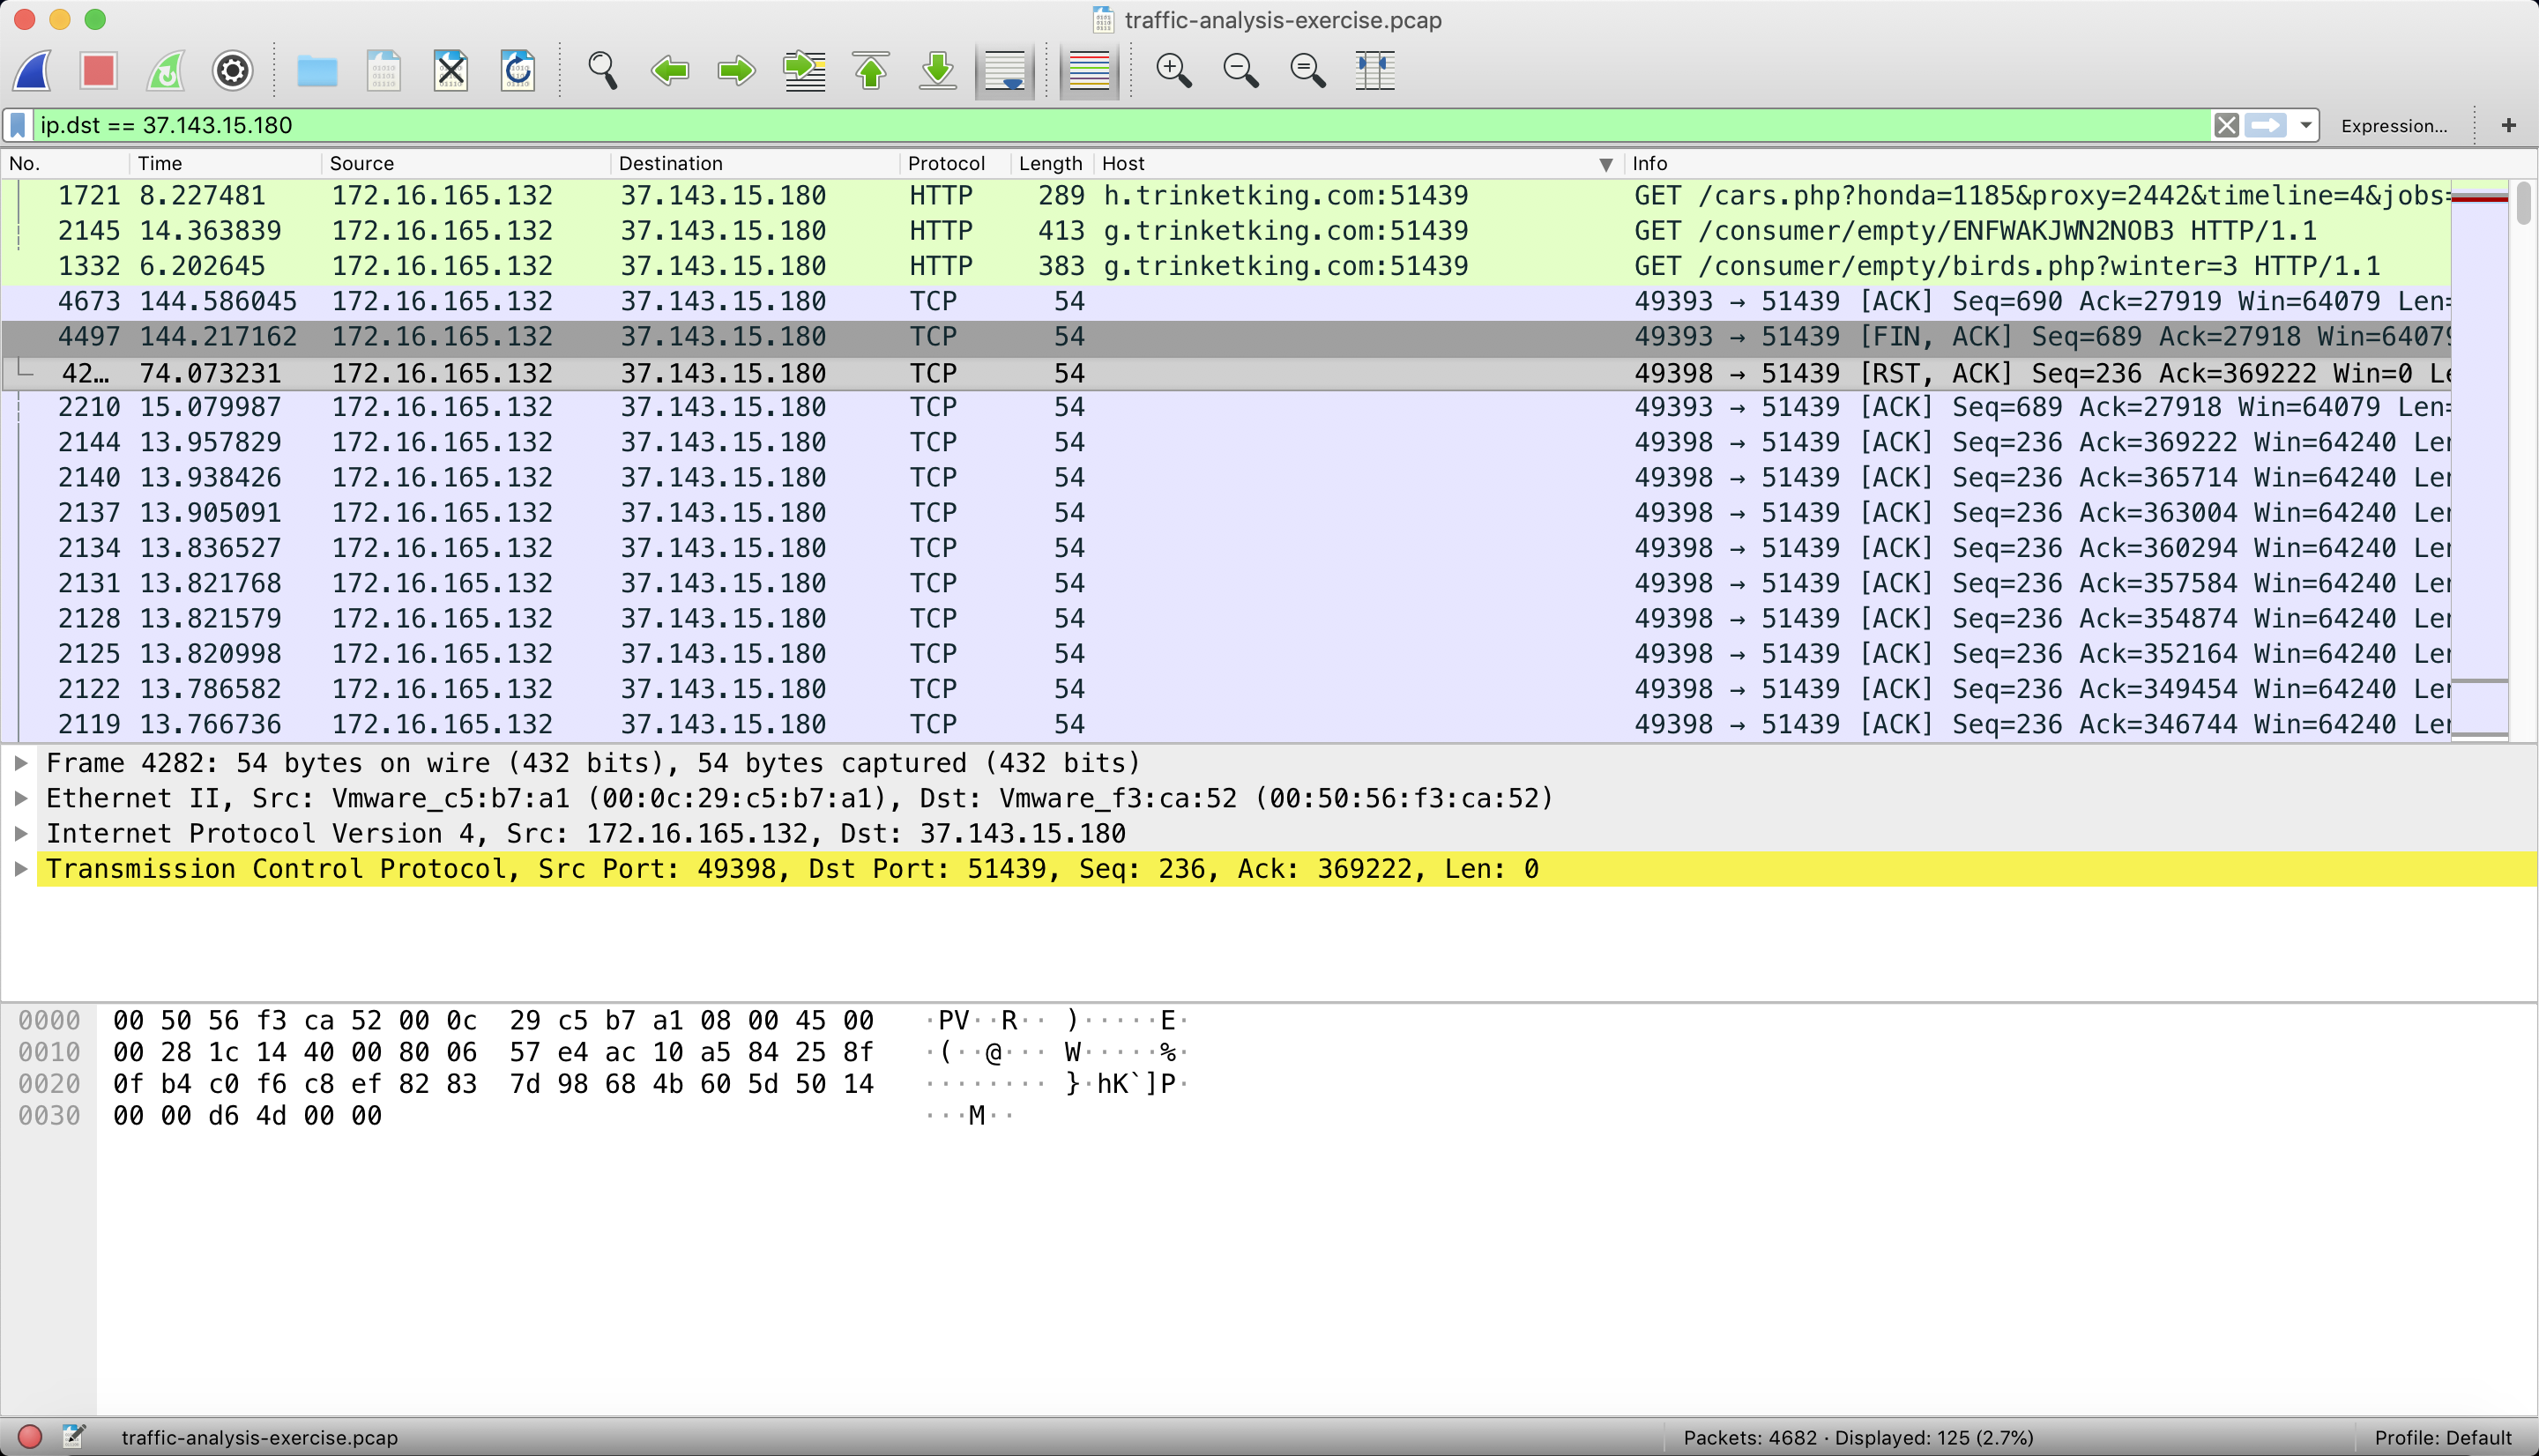 traffic-analysis-exercise.pcap
ip.dst == 37.143.15.180 Expression... +
No. Time Source Destination Protocol Length Host Info
1721 8.227481 172.16.165.132 37.143.15.180 HTTP 289 h.trinketking.com:51439 GET /cars.php?honda=1185&proxy=2442&timeline=4&jobs=
2145 14.363839 172.16.165.132 37.143.15.180 HTTP 413 g.trinketking.com:51439 GET /consumer/empty/ENFWAKJWN2NOB3 HTTP/1.1
1332 6.202645 172.16.165.132 37.143.15.180 HTTP 383 g.trinketking.com:51439 GET /consumer/empty/birds.php?winter=3 HTTP/1.1
4673 144.586045 172.16.165.132 37.143.15.180 TCP 54 49393 → 51439 [ACK] Seq=690 Ack=27919 Win=64079 Len=
4497 144.217162 172.16.165.132 37.143.15.180 TCP 54 49393 → 51439 [FIN, ACK] Seq=689 Ack=27918 Win=64079
42… 74.073231 172.16.165.132 37.143.15.180 TCP 54 49398 → 51439 [RST, ACK] Seq=236 Ack=369222 Win=0 Le
2210 15.079987 172.16.165.132 37.143.15.180 TCP 54 49393 → 51439 [ACK] Seq=689 Ack=27918 Win=64079 Len=
2144 13.957829 172.16.165.132 37.143.15.180 TCP 54 49398 → 51439 [ACK] Seq=236 Ack=369222 Win=64240 Len
2140 13.938426 172.16.165.132 37.143.15.180 TCP 54 49398 → 51439 [ACK] Seq=236 Ack=365714 Win=64240 Len
2137 13.905091 172.16.165.132 37.143.15.180 TCP 54 49398 → 51439 [ACK] Seq=236 Ack=363004 Win=64240 Len
2134 13.836527 172.16.165.132 37.143.15.180 TCP 54 49398 → 51439 [ACK] Seq=236 Ack=360294 Win=64240 Len
2131 13.821768 172.16.165.132 37.143.15.180 TCP 54 49398 → 51439 [ACK] Seq=236 Ack=357584 Win=64240 Len
2128 13.821579 172.16.165.132 37.143.15.180 TCP 54 49398 → 51439 [ACK] Seq=236 Ack=354874 Win=64240 Len
2125 13.820998 172.16.165.132 37.143.15.180 TCP 54 49398 → 51439 [ACK] Seq=236 Ack=352164 Win=64240 Len
2122 13.786582 172.16.165.132 37.143.15.180 TCP 54 49398 → 51439 [ACK] Seq=236 Ack=349454 Win=64240 Len
2119 13.766736 172.16.165.132 37.143.15.180 TCP 54 49398 → 51439 [ACK] Seq=236 Ack=346744 Win=64240 Len
Frame 4282: 54 bytes on wire (432 bits), 54 bytes captured (432 bits)
Ethernet II, Src: Vmware_c5:b7:a1 (00:0c:29:c5:b7:a1), Dst: Vmware_f3:ca:52 (00:50:56:f3:ca:52)
Internet Protocol Version 4, Src: 172.16.165.132, Dst: 37.143.15.180
Transmission Control Protocol, Src Port: 49398, Dst Port: 51439, Seq: 236, Ack: 369222, Len: 0
0000 00 50 56 f3 ca 52 00 0c 29 c5 b7 a1 08 00 45 00 ·PV··R·· )·····E·
0010 00 28 1c 14 40 00 80 06 57 e4 ac 10 a5 84 25 8f ·(··@··· W·····%·
0020 0f b4 c0 f6 c8 ef 82 83 7d 98 68 4b 60 5d 50 14 ········ }·hK`]P·
0030 00 00 d6 4d 00 00 ···M··
traffic-analysis-exercise.pcap Packets: 4682 · Displayed: 125 (2.7%) Profile: Default